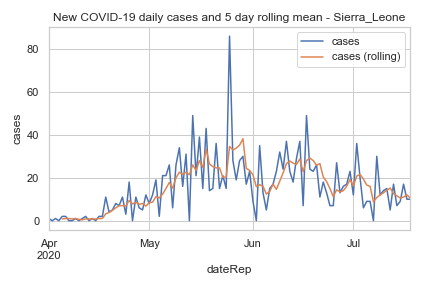 New COVID-19 daily cases and 5 day rolling mean - Sierra_Leone
cases
cases (rolling)
cases
80
60
40
20
0
Apr
2020
May
Jun
Jul
dateRep